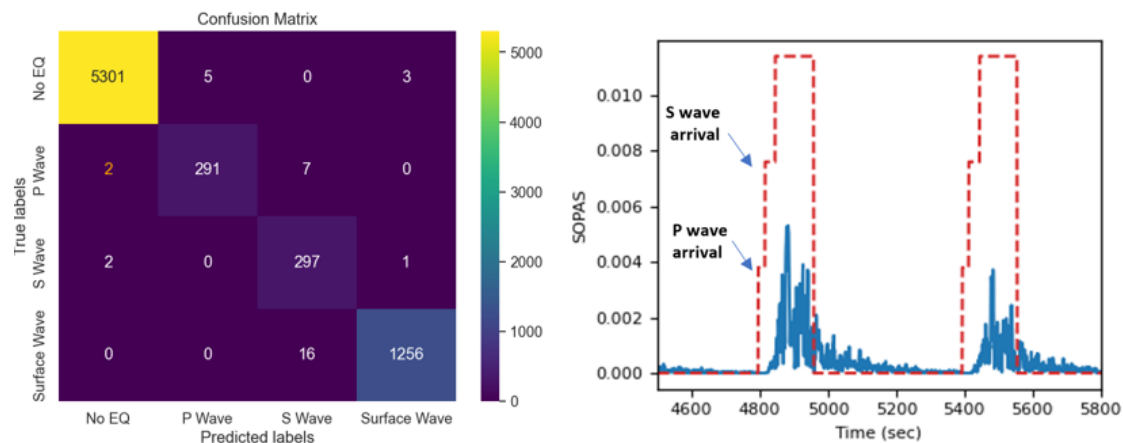 Confusion Matrix
True labels
No EQ
P Wave
S Wave
Surface Wave
5301 5 0 3
2 291 7 0
2 0 297 1
0 0 16 1256
No EQ P Wave S Wave Surface Wave
Predicted labels
5000
4000
3000
2000
1000
0
SOPAS
0.010
0.008
0.006
0.004
0.002
0.000
S wave
arrival
P wave
arrival
4600 4800 5000 5200 5400 5600 5800
Time (sec)